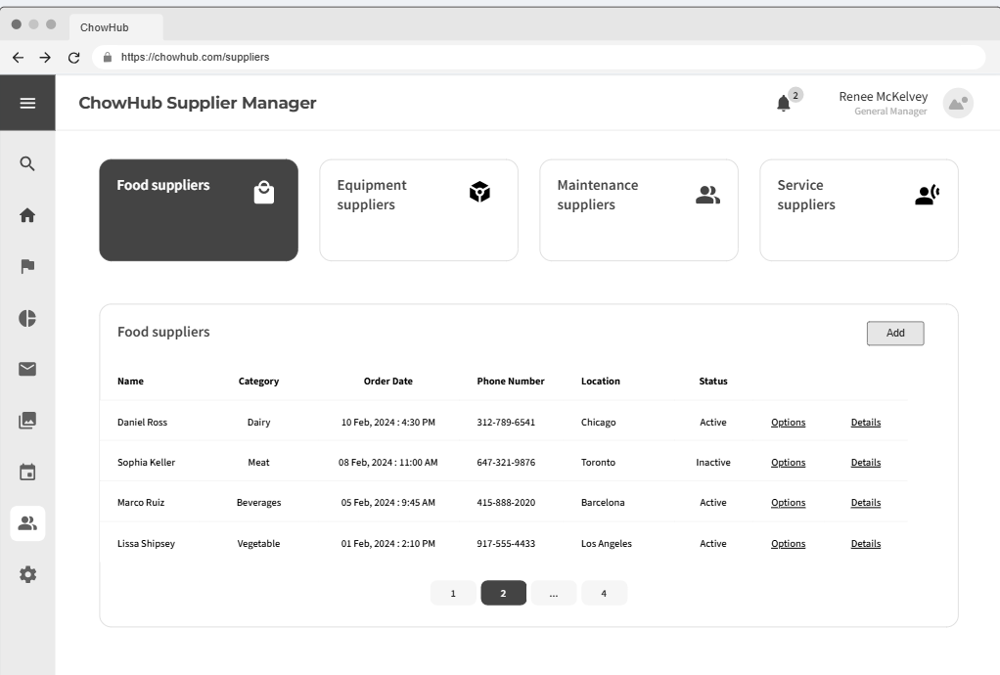 ChowHub
https://chowhub.com/suppliers
ChowHub Supplier Manager
2
Renee McKelvey
General Manager
Food suppliers
Equipment
suppliers
Maintenance
suppliers
Service
suppliers
Food suppliers
Add
Name Category Order Date Phone Number Location Status
Daniel Ross Dairy 10 Feb, 2024 : 4:30 PM 312-789-6541 Chicago Active Options Details
Sophia Keller Meat 08 Feb, 2024 : 11:00 AM 647-321-9876 Toronto Inactive Options Details
Marco Ruiz Beverages 05 Feb, 2024 : 9:45 AM 415-888-2020 Barcelona Active Options Details
Lissa Shipsey Vegetable 01 Feb, 2024 : 2:10 PM 917-555-4433 Los Angeles Active Options Details
1 2 ... 4